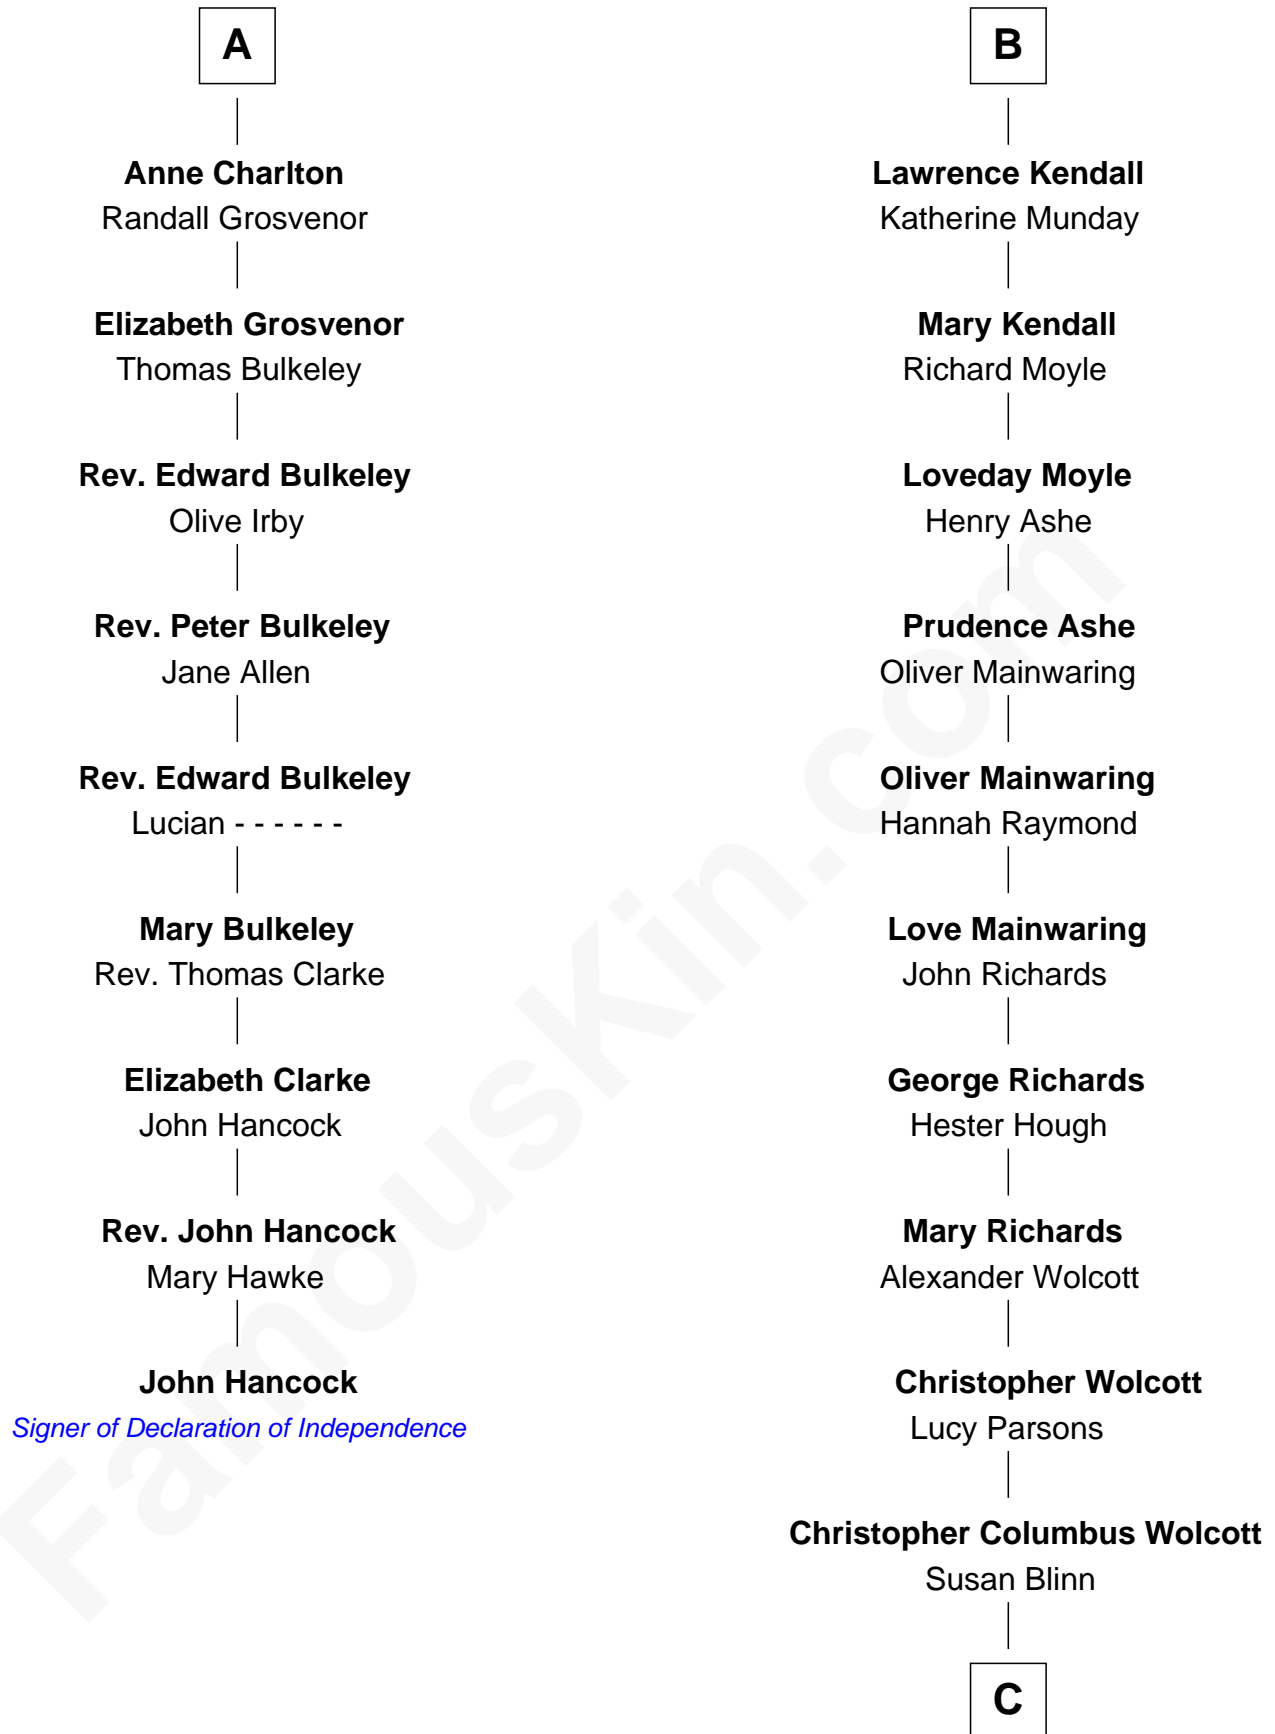 A
Anne Charlton
Randall Grosvenor
Elizabeth Grosvenor
Thomas Bulkeley
Rev. Edward Bulkeley
Olive Irby
Rev. Peter Bulkeley
Jane Allen
Rev. Edward Bulkeley
Lucian - - - - - -
Mary Bulkeley
Rev. Thomas Clarke
Elizabeth Clarke
John Hancock
Rev. John Hancock
Mary Hawke
John Hancock
Signer of Declaration of Independence
B
Lawrence Kendall
Katherine Munday
Mary Kendall
Richard Moyle
Loveday Moyle
Henry Ashe
Prudence Ashe
Oliver Mainwaring
Oliver Mainwaring
Hannah Raymond
Love Mainwaring
John Richards
George Richards
Hester Hough
Mary Richards
Alexander Wolcott
Christopher Wolcott
Lucy Parsons
Christopher Columbus Wolcott
Susan Blinn
C
FamousKin.com